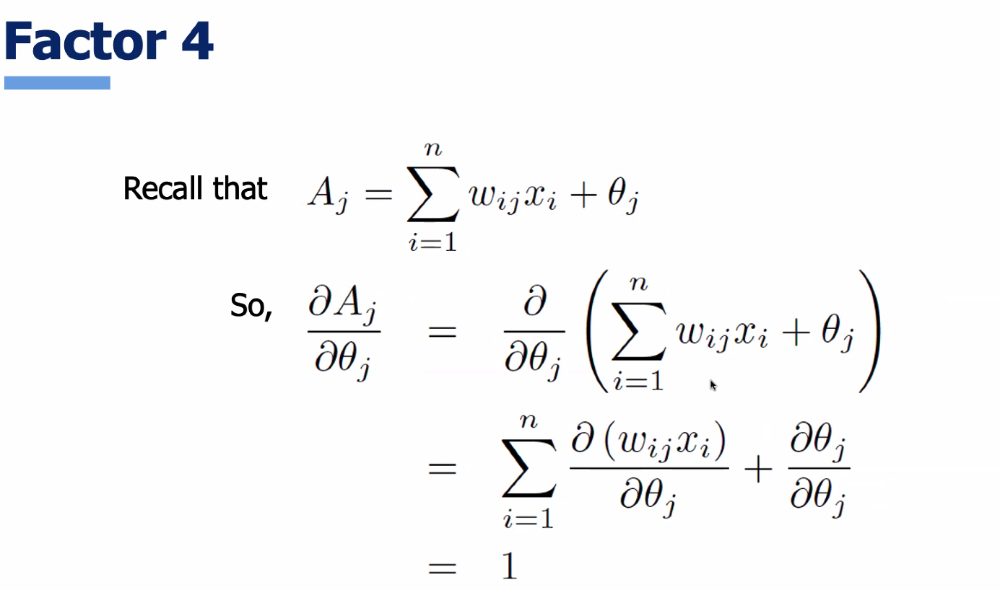 Factor 4
Recall that $A_j = \sum_{i=1}^{n} w_{ij} x_i + \theta_j$
So, $\frac{\partial A_j}{\partial \theta_j} = \frac{\partial}{\partial \theta_j} \left( \sum_{i=1}^{n} w_{ij} x_i + \theta_j \right)$
$= \sum_{i=1}^{n} \frac{\partial (w_{ij} x_i)}{\partial \theta_j} + \frac{\partial \theta_j}{\partial \theta_j}$
$= 1$